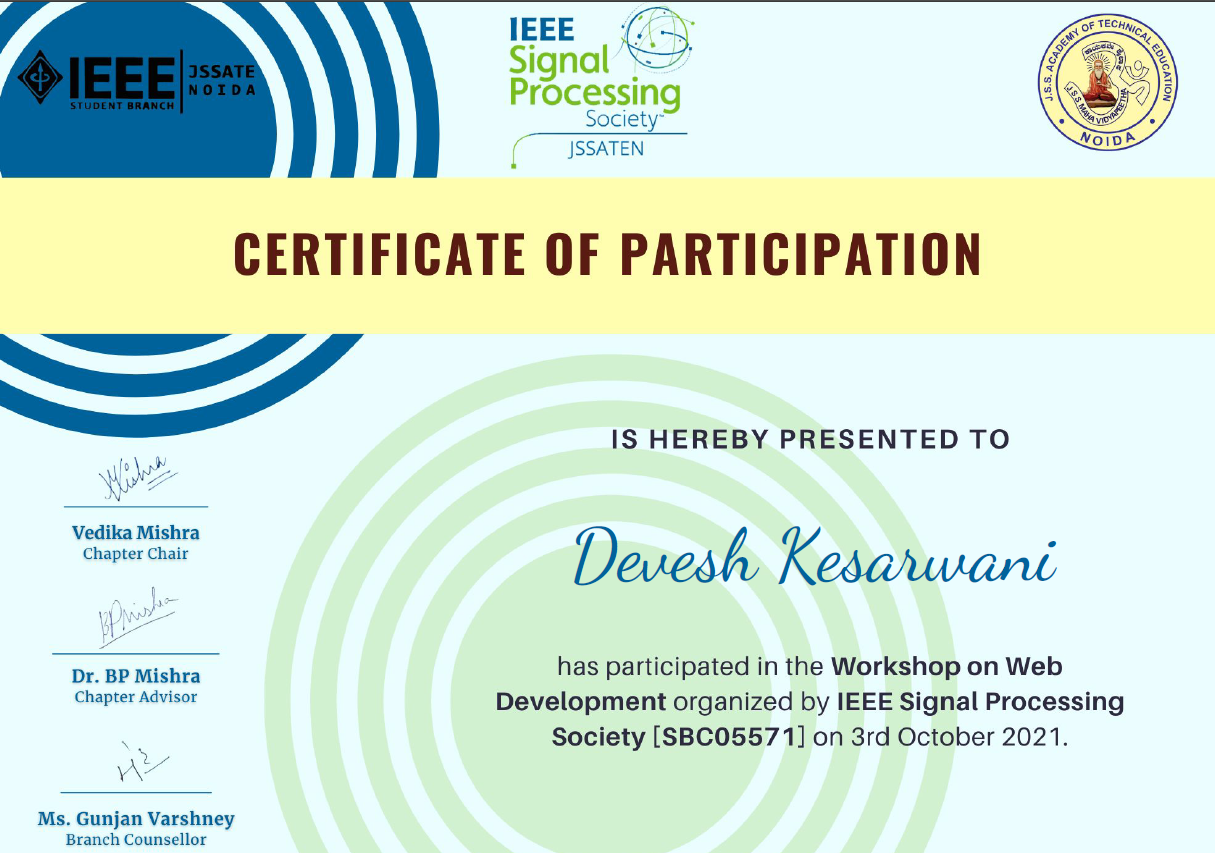 IEEE
STUDENT BRANCH
JSSATE
NOIDA
IEEE
Signal
Processing
Society™
JSSATEN
J.S.S. ACADEMY OF TECHNICAL EDUCATION
J.S.S. MAHA VIDYAPEETHA
NOIDA
CERTIFICATE OF PARTICIPATION
IS HEREBY PRESENTED TO
Devesh Kesarwani
has participated in the Workshop on Web
Development organized by IEEE Signal Processing
Society [SBC05571] on 3rd October 2021.
Vedika Mishra
Chapter Chair
BPMishra
Dr. BP Mishra
Chapter Advisor
Ms. Gunjan Varshney
Branch Counsellor